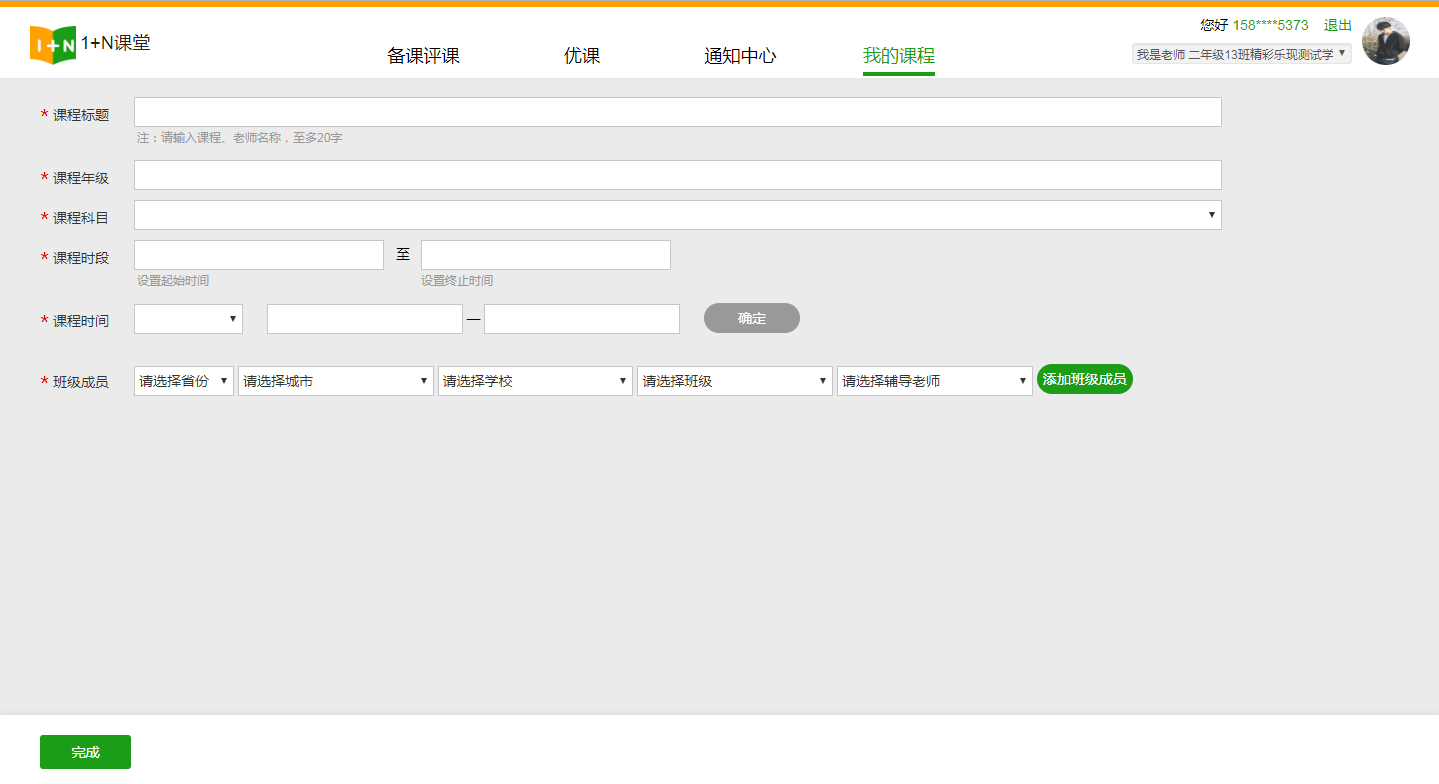 您好 158****5373 退出
1+N 1+N课堂
备课评课 优课 通知中心 我的课程
我是老师 二年级13班精彩乐现测试学
* 课程标题
注：请输入课程、老师名称，至多20字
* 课程年级
* 课程科目
* 课程时段 至
设置起始时间 设置终止时间
* 课程时间 — 确定
* 班级成员 请选择省份 请选择城市 请选择学校 请选择班级 请选择辅导老师 添加班级成员
完成